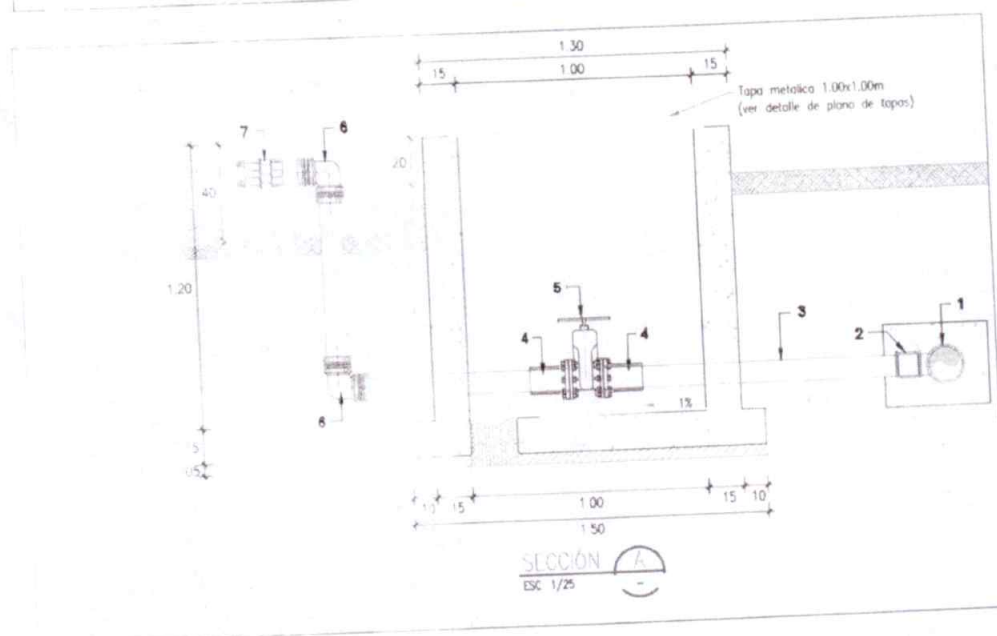 1.30
15 1.00 15
Tapa metalica 1.00x1.00m
(ver detalle de plano de tapas)
7 6
20
40
1.20
5
4 4 3 2 1
6
1%
15
05
10 15 1.00 15 10
1.50
SECCIÓN A
ESC 1/25 -